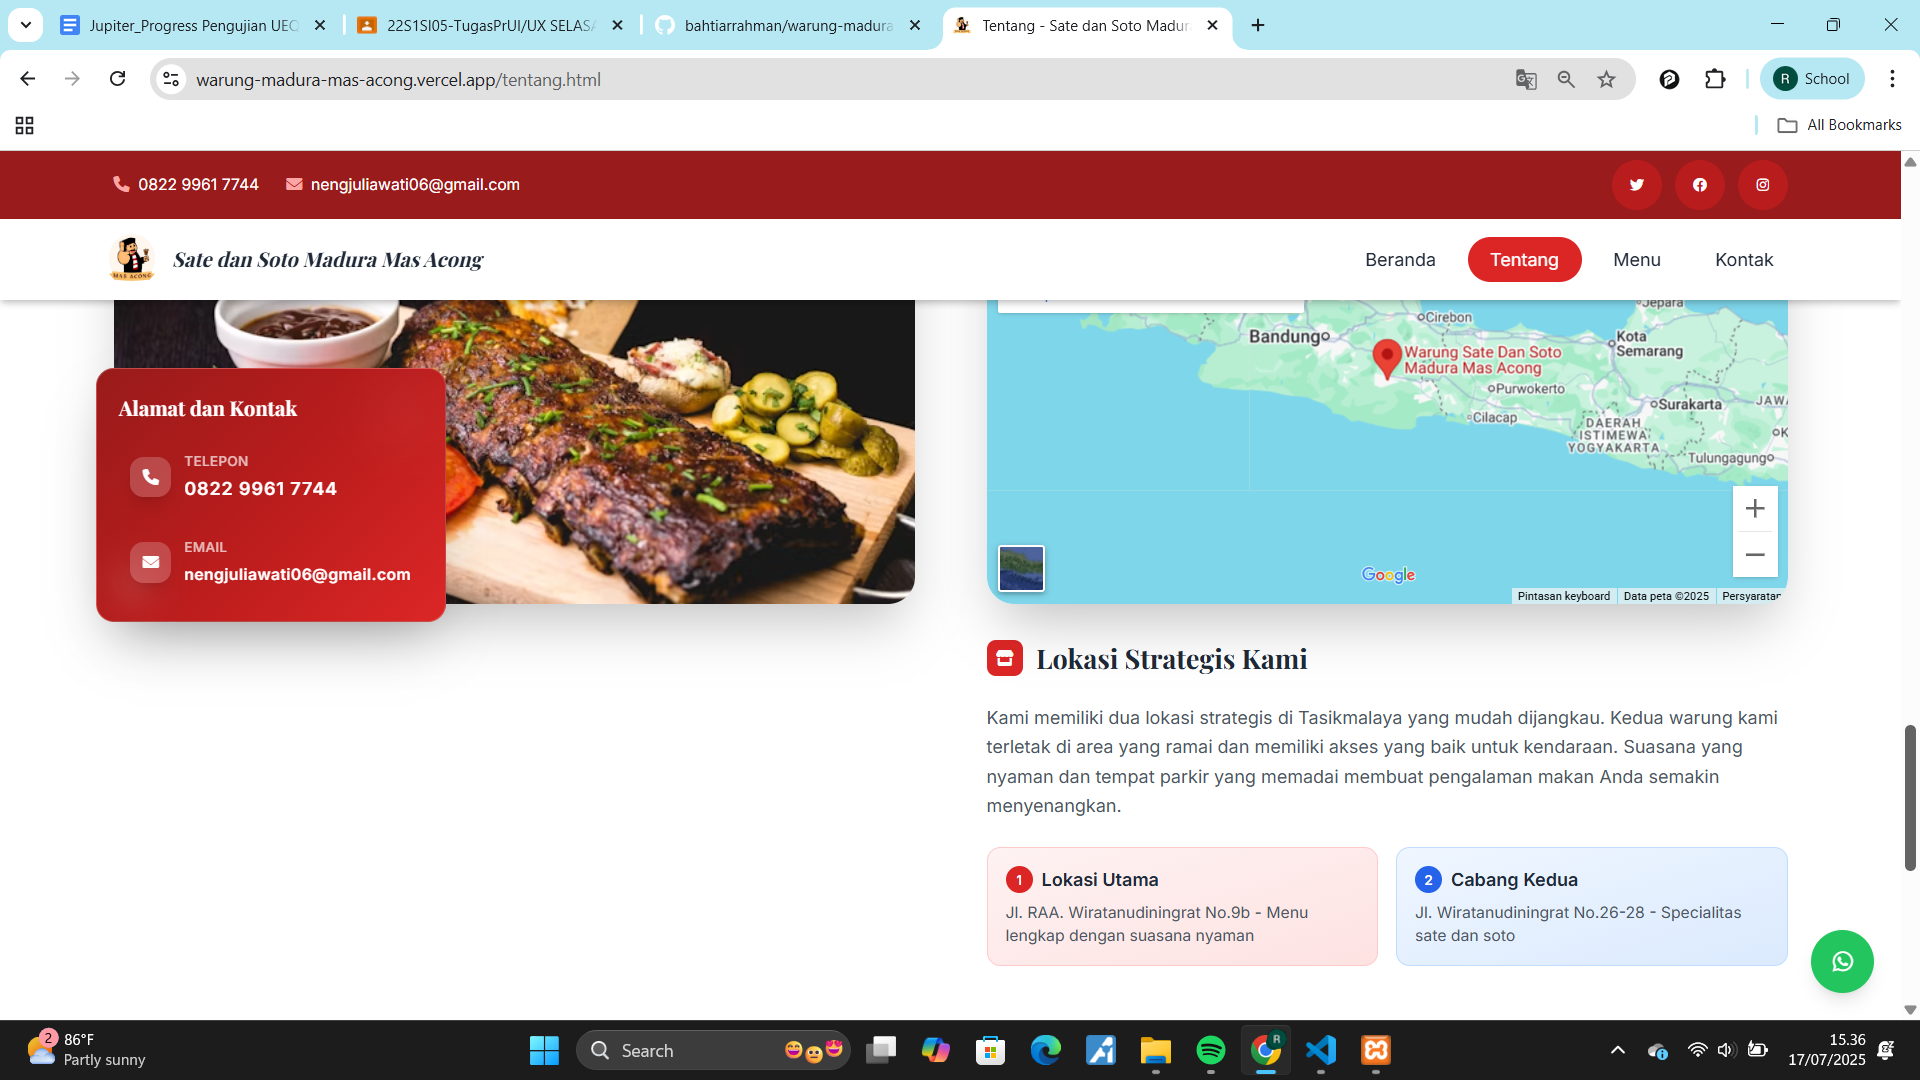 Jupiter_Progress Pengujian UEQ
22S1SI05-TugasPrUI/UX SELASA
bahtiarrahman/warung-madura
Tentang - Sate dan Soto Madura
warung-madura-mas-acong.vercel.app/tentang.html
R School
All Bookmarks
0822 9961 7744
nengjuliawati06@gmail.com
MAS ACONG
Sate dan Soto Madura Mas Acong
Beranda
Tentang
Menu
Kontak
Alamat dan Kontak
TELEPON
0822 9961 7744
EMAIL
nengjuliawati06@gmail.com
Jepara
Cirebon
Bandung
Kota
Semarang
Warung Sate Dan Soto
Madura Mas Acong
Purwokerto
Surakarta
JAWA
Cilacap
DAERAH
ISTIMEWA
YOGYAKARTA
Tulungagung
Google
Pintasan keyboard
Data peta ©2025
Persyaratan
Lokasi Strategis Kami
Kami memiliki dua lokasi strategis di Tasikmalaya yang mudah dijangkau. Kedua warung kami
terletak di area yang ramai dan memiliki akses yang baik untuk kendaraan. Suasana yang
nyaman dan tempat parkir yang memadai membuat pengalaman makan Anda semakin
menyenangkan.
1 Lokasi Utama
Jl. RAA. Wiratanudiningrat No.9b - Menu
lengkap dengan suasana nyaman
2 Cabang Kedua
Jl. Wiratanudiningrat No.26-28 - Specialitas
sate dan soto
2
86°F
Partly sunny
Search
R
15.36
17/07/2025